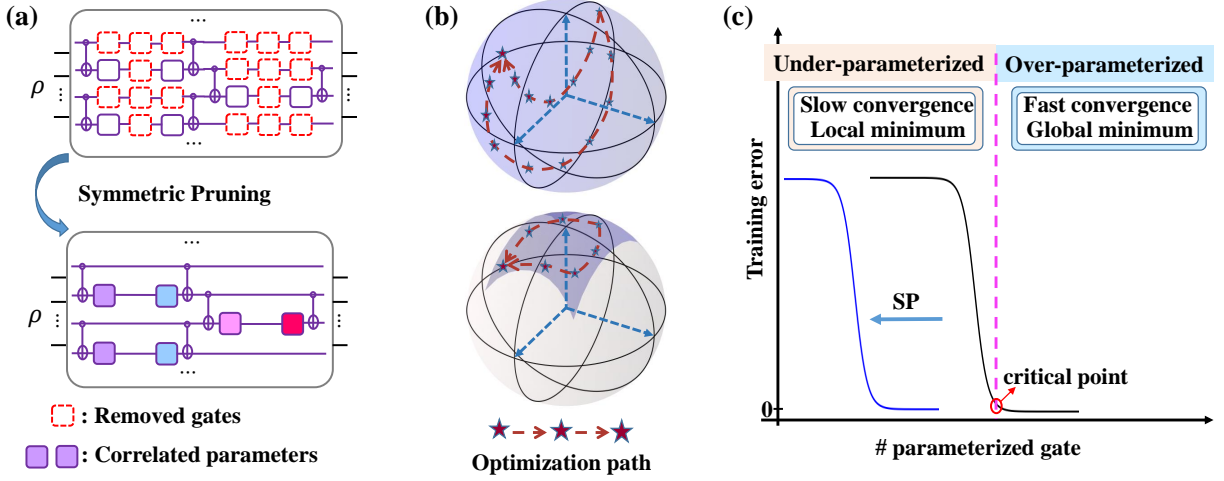 (a)
...
ρ
⋮
⋮
...
Symmetric Pruning
...
ρ
⋮
⋮
...
: Removed gates
: Correlated parameters
(b)
Optimization path
(c)
Under-parameterized
Over-parameterized
Slow convergence
Local minimum
Fast convergence
Global minimum
Training error
SP
critical point
0
# parameterized gate